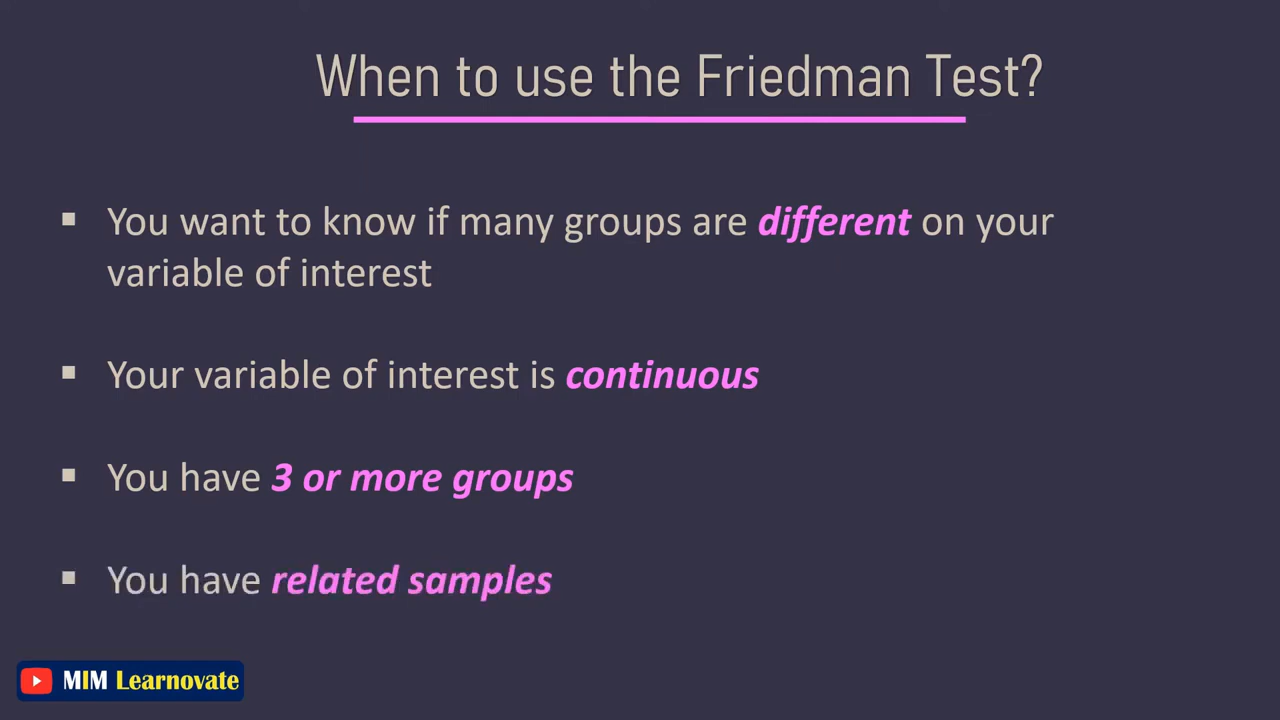 When to use the Friedman Test?
▪ You want to know if many groups are different on your
variable of interest
▪ Your variable of interest is continuous
▪ You have 3 or more groups
▪ You have related samples
MIM Learnovate